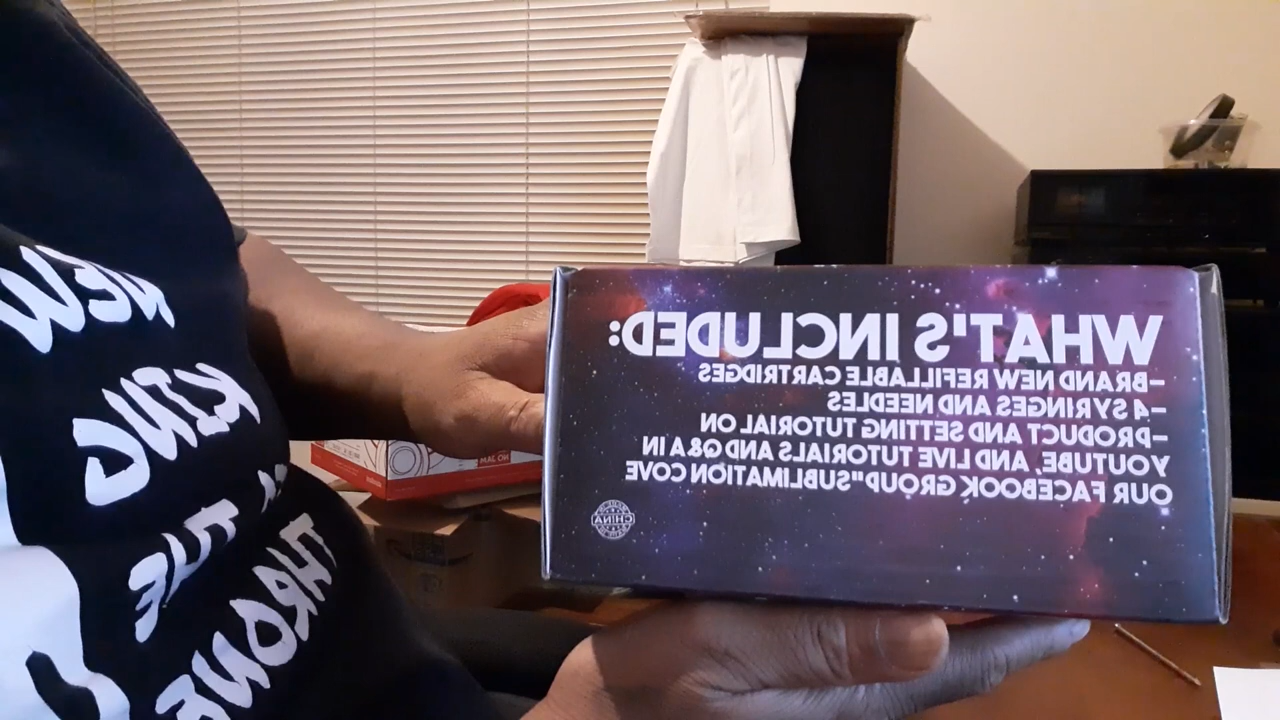 WHAT'S INCLUDED:
-BRAND NEW REFILLABLE CARTRIDGES
-4 SYRINGES AND NEEDLES
-PRODUCT AND SETTING TUTORIAL ON
YOUTUBE, AND LIVE TUTORIALS AND Q&A IN
OUR FACEBOOK GROUP"SUBLIMATION COVE
CHINA
NEW
KING
THRONE